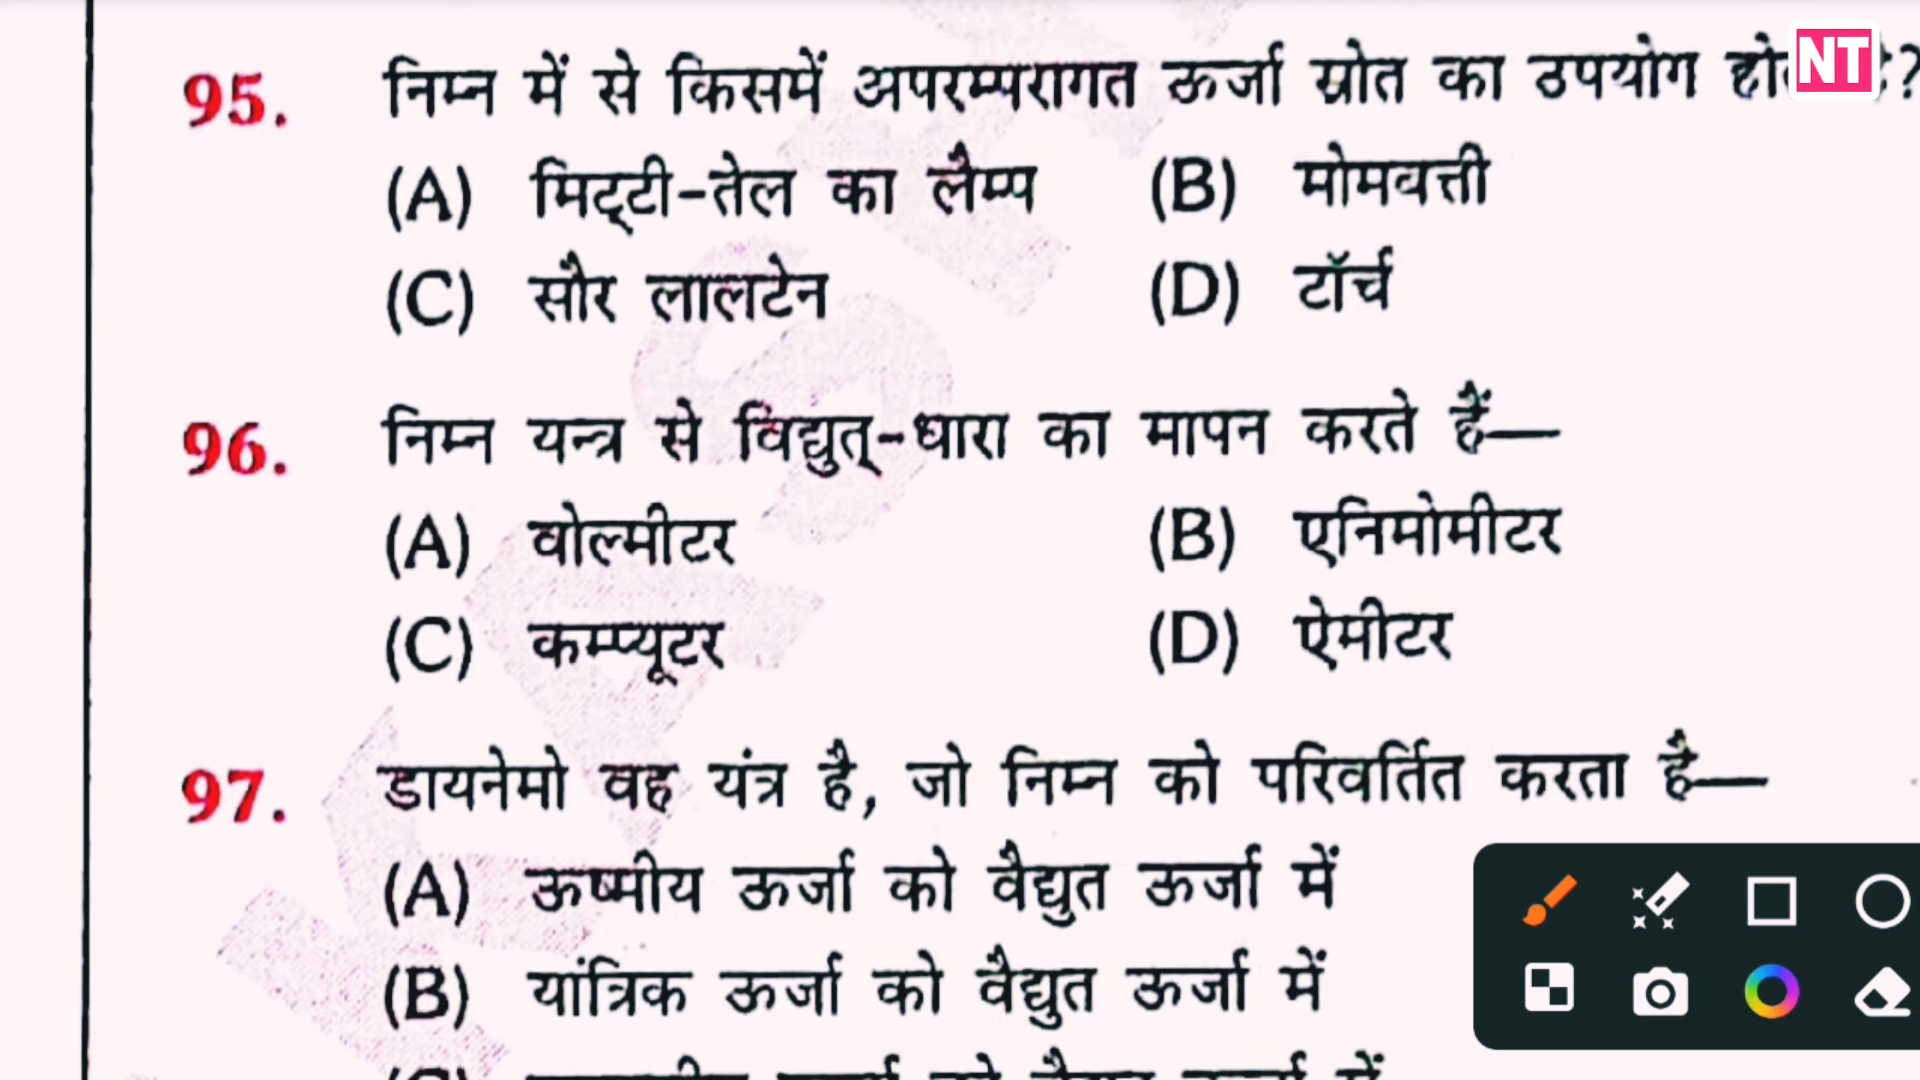 95. निम्न में से किसमें अपरम्परागत ऊर्जा स्रोत का उपयोग है?
NT
(A) मिट्टी-तेल का लैम्प (B) मोमबत्ती
(C) सौर लालटेन (D) टॉर्च
96. निम्न यन्त्र से विद्युत्-धारा का मापन करते हैं—
(A) वोल्मीटर (B) एनिमोमीटर
(C) कम्प्यूटर (D) ऐमीटर
97. डायनेमो वह यंत्र है, जो निम्न को परिवर्तित करता है—
(A) ऊष्मीय ऊर्जा को वैद्युत ऊर्जा में
(B) यांत्रिक ऊर्जा को वैद्युत ऊर्जा में